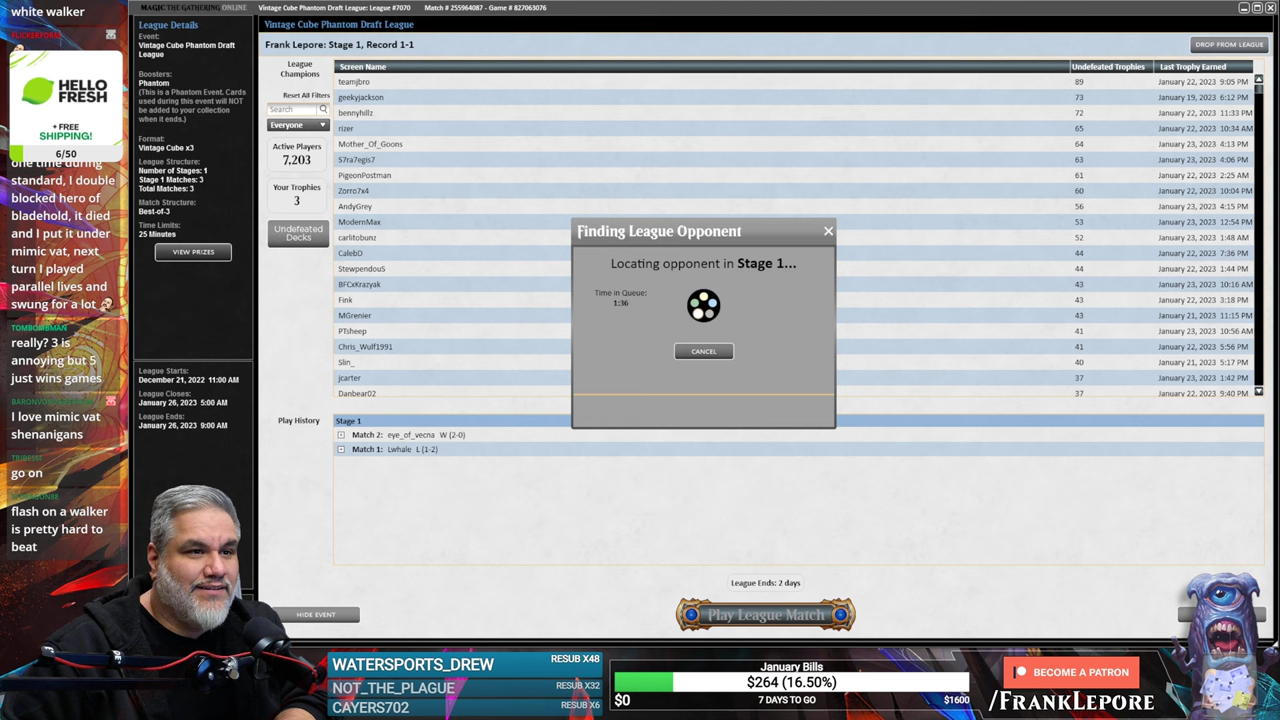 MAGIC THE GATHERING ONLINE
Vintage Cube Phantom Draft League: League #7070
Match # 255964087 - Game # 827063076
white walker
HELLO
FRESH
+ FREE
SHIPPING!
6/50
one time during
standard, I double
blocked hero of
bladehold, it died
and I put it under
mimic vat, next
turn I played
parallel lives and
swung for a lot
TOMBOMBMAN
really? 3 is
annoying but 5
just wins games
I love mimic vat
shenanigans
go on
flash on a walker
is pretty hard to
beat
League Details
Event:
Vintage Cube Phantom Draft
League
Boosters:
Phantom
(This is a Phantom Event. Cards
used during this event will NOT
be added to your collection
when it ends.)
Format:
Vintage Cube x3
League Structure:
Number of Stages: 1
Stage 1 Matches: 3
Total Matches: 3
Match Structure:
Best-of-3
Time Limits:
25 Minutes
VIEW PRIZES
League Starts:
December 21, 2022 11:00 AM
League Closes:
January 26, 2023 5:00 AM
League Ends:
January 26, 2023 9:00 AM
Vintage Cube Phantom Draft League
Frank Lepore: Stage 1, Record 1-1
DROP FROM LEAGUE
League
Champions
Reset All Filters
Search
Everyone
Active Players
7,203
Your Trophies
3
Undefeated
Decks
Screen Name Undefeated Trophies Last Trophy Earned
teamjbro 89 January 22, 2023 9:05 PM
geekyjackson 73 January 19, 2023 6:12 PM
bennyhillz 72 January 22, 2023 11:33 PM
rizer 65 January 22, 2023 10:34 AM
Mother_Of_Goons 64 January 23, 2023 4:13 PM
S7ra7egis7 63 January 23, 2023 4:06 PM
PigeonPostman 61 January 23, 2023 2:25 AM
Zorro7x4 60 January 22, 2023 10:04 PM
AndyGrey 56 January 23, 2023 4:15 PM
ModernMax 53 January 23, 2023 12:54 PM
carlitobunz 52 January 23, 2023 1:48 AM
CalebD 44 January 22, 2023 7:36 PM
StewpendouS 44 January 22, 2023 1:44 PM
BFCxKrazyak 43 January 23, 2023 10:16 AM
Fink 43 January 22, 2023 3:18 PM
MGrenier 43 January 21, 2023 11:15 PM
PTsheep 41 January 23, 2023 10:56 AM
Chris_Wulf1991 41 January 22, 2023 5:56 PM
Slin_ 40 January 21, 2023 5:17 PM
jcarter 37 January 23, 2023 1:42 PM
Danbear02 37 January 22, 2023 9:40 PM
Finding League Opponent
Locating opponent in Stage 1...
Time in Queue:
1:36
CANCEL
Play History
Stage 1
Match 2: eye_of_vecna W (2-0)
Match 1: Lwhale L (1-2)
League Ends: 2 days
HIDE EVENT
Play League Match
WATERSPORTS_DREW RESUB X48
NOT_THE_PLAGUE RESUB X32
CAYERS702 RESUB X6
January Bills
$264 (16.50%)
$0 7 DAYS TO GO $1600
BECOME A PATRON
/FRANKLEPORE